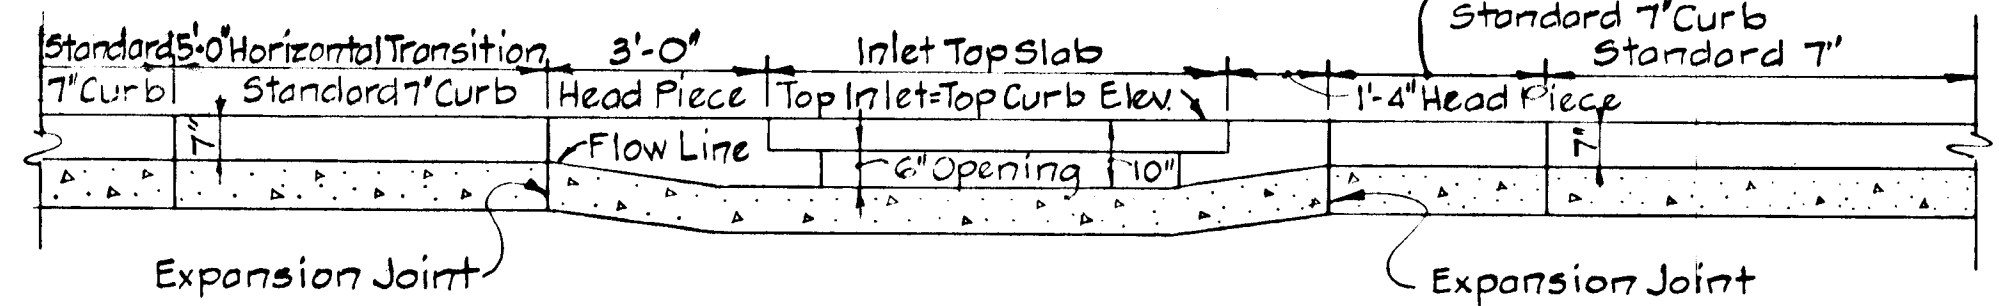 Standard 7" Curb
Standard 5'-0" Horizontal Transition 3'-0" Inlet Top Slab Standard 7"
7" Curb Standard 7" Curb Head Piece Top Inlet=Top Curb Elev. 1'-4" Head Piece
7" Flow Line 7"
6" Opening 10"
Expansion Joint Expansion Joint